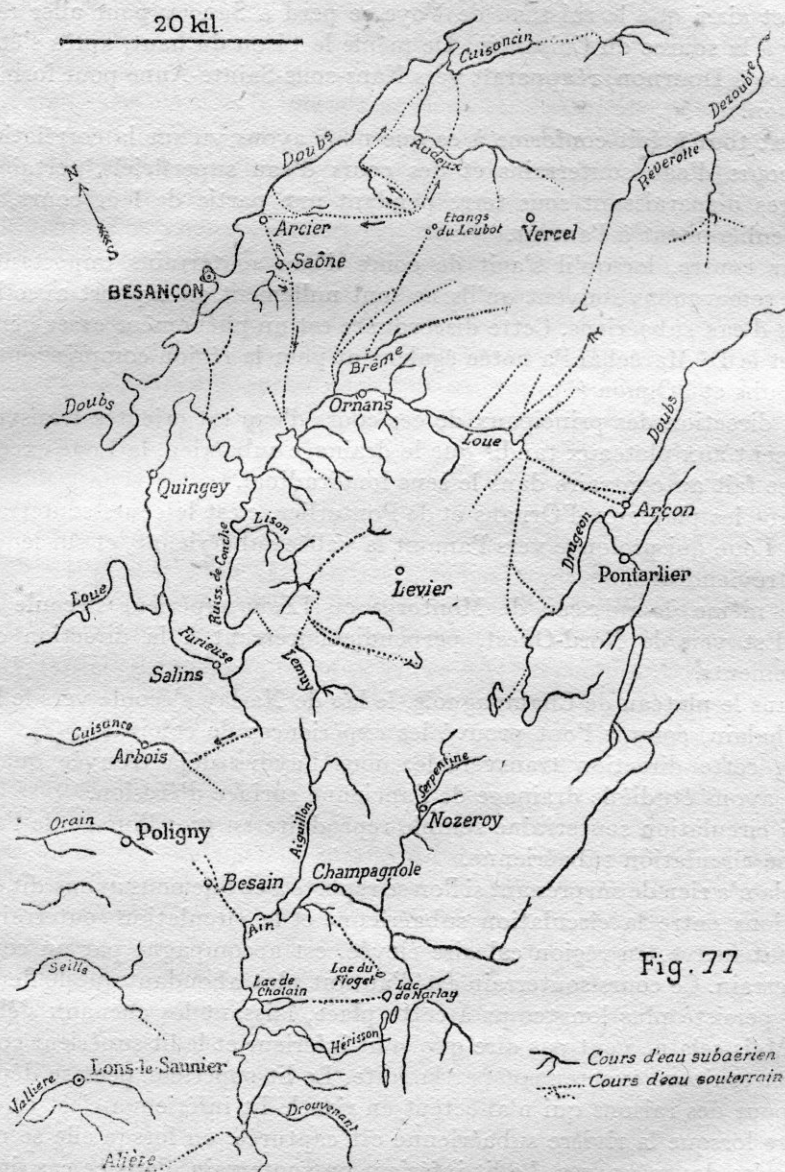 20 kil.
Cuisancin
Dezoubre
Doubs
Audeux
Reverotte
N
S
Arcier
Etangs
du Leubot
Vercel
Saône
BESANÇON
Brême
Ornans
Doubs
Loue
Doubs
Quingey
Lison
Arçon
Ruiss. de Conche
Drugeon
Levier
Pontarlier
Loue
Furieuse
Lemuy
Salins
Cuisance
Arbois
Serpentine
Orain
Nozeroy
Poligny
Aiguillon
Besain
Champagnole
Ain
Seille
Lac du
Fioget
Lac de
Chalain
Lac
de Narlay
Fig. 77
Hérisson
Cours d'eau subaérien
Lons-le-Saunier
Cours d'eau souterrain
Vallière
Drouvenant
Alière